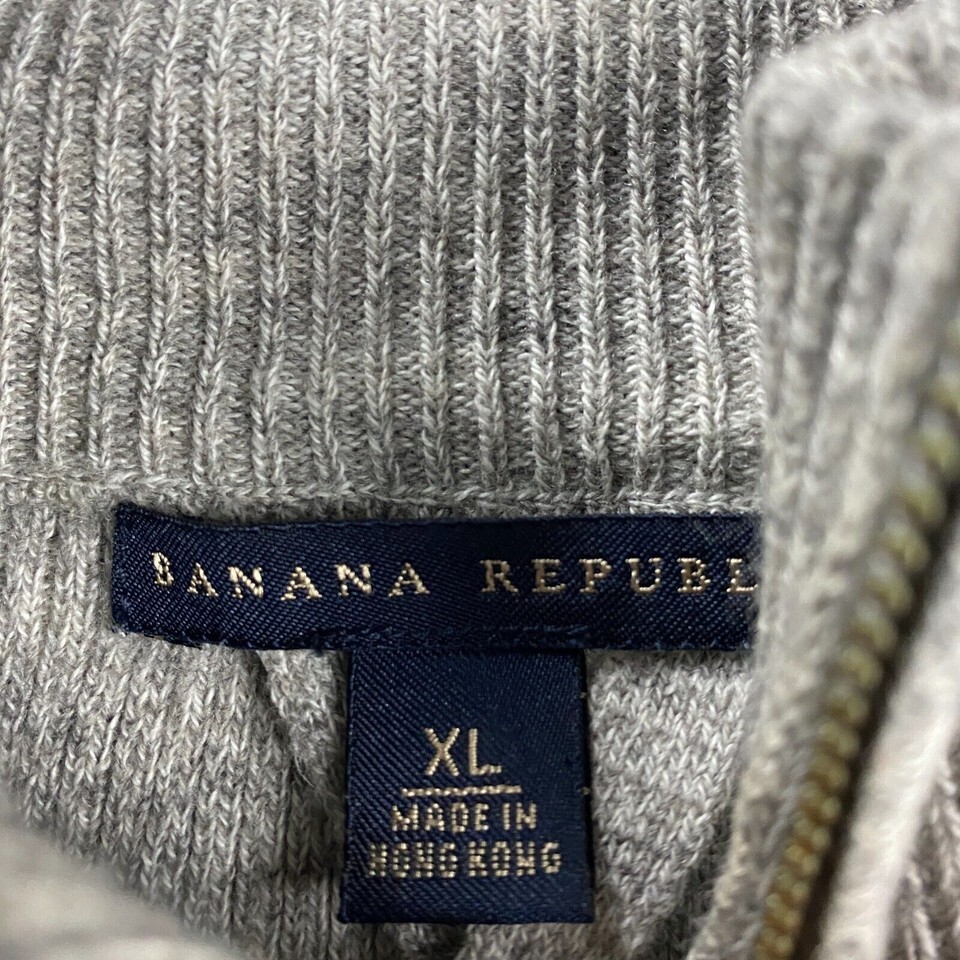 BANANA REPUBL
XL
MADE IN
HONG KONG